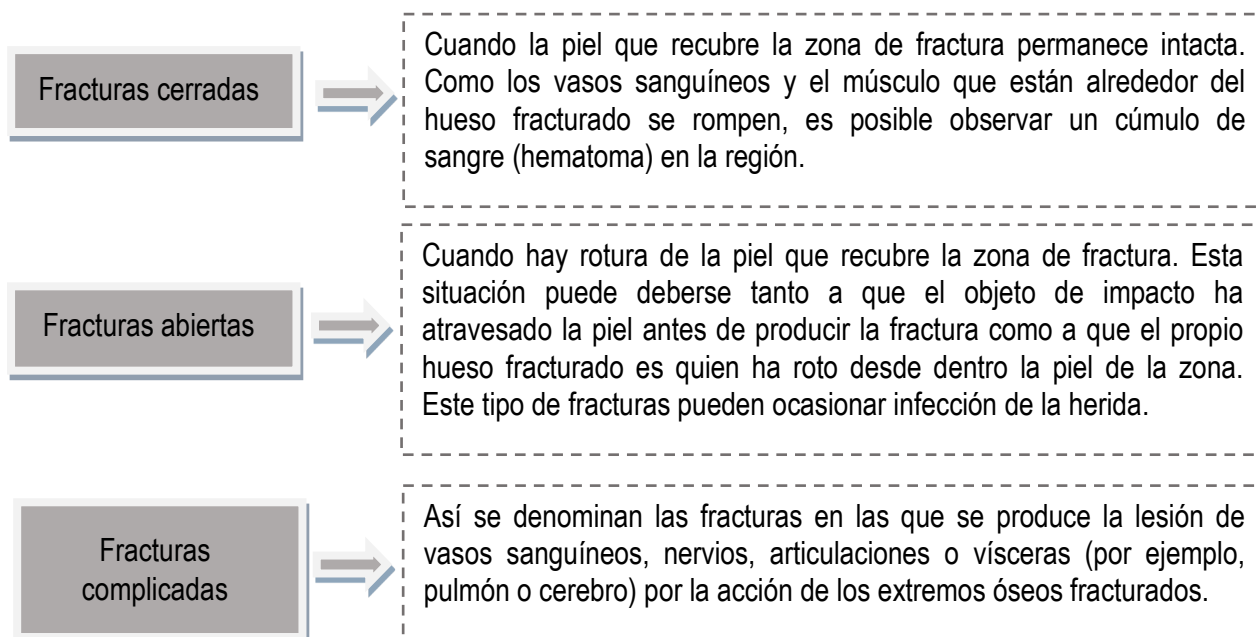 Fracturas cerradas
Cuando la piel que recubre la zona de fractura permanece intacta.
Como los vasos sanguíneos y el músculo que están alrededor del
hueso fracturado se rompen, es posible observar un cúmulo de
sangre (hematoma) en la región.
Fracturas abiertas
Cuando hay rotura de la piel que recubre la zona de fractura. Esta
situación puede deberse tanto a que el objeto de impacto ha
atravesado la piel antes de producir la fractura como a que el propio
hueso fracturado es quien ha roto desde dentro la piel de la zona.
Este tipo de fracturas pueden ocasionar infección de la herida.
Fracturas
complicadas
Así se denominan las fracturas en las que se produce la lesión de
vasos sanguíneos, nervios, articulaciones o vísceras (por ejemplo,
pulmón o cerebro) por la acción de los extremos óseos fracturados.